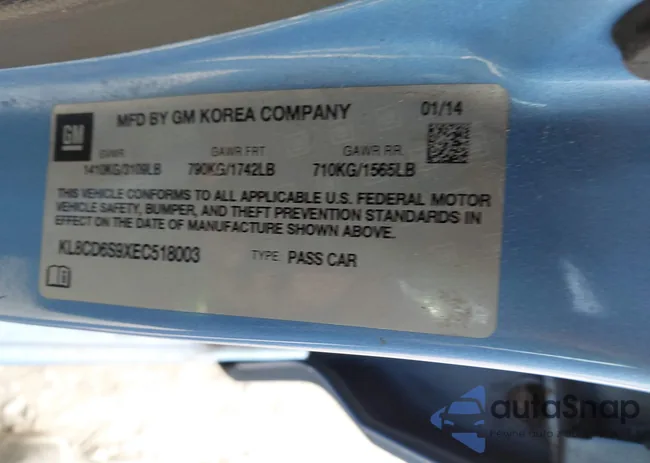 GM
MFD BY GM KOREA COMPANY 01/14
GVWR GAWR FRT GAWR RR.
1410KG/3109LB 790KG/1742LB 710KG/1565LB
THIS VEHICLE CONFORMS TO ALL APPLICABLE U.S. FEDERAL MOTOR
VEHICLE SAFETY, BUMPER, AND THEFT PREVENTION STANDARDS IN
EFFECT ON THE DATE OF MANUFACTURE SHOWN ABOVE.
KL8CD6S9XEC518003 TYPE PASS CAR
autoSnap